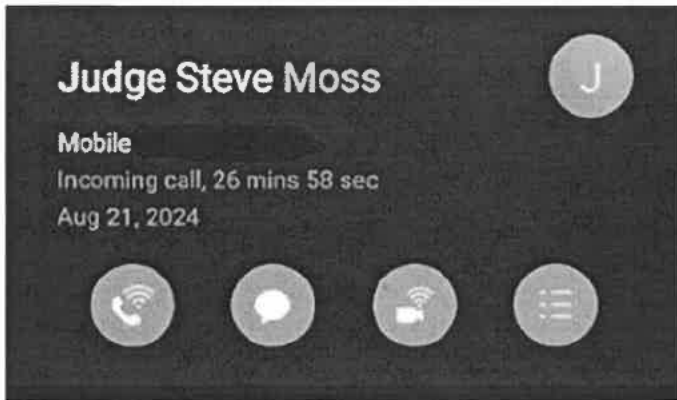 Judge Steve Moss
J
Mobile
Incoming call, 26 mins 58 sec
Aug 21, 2024